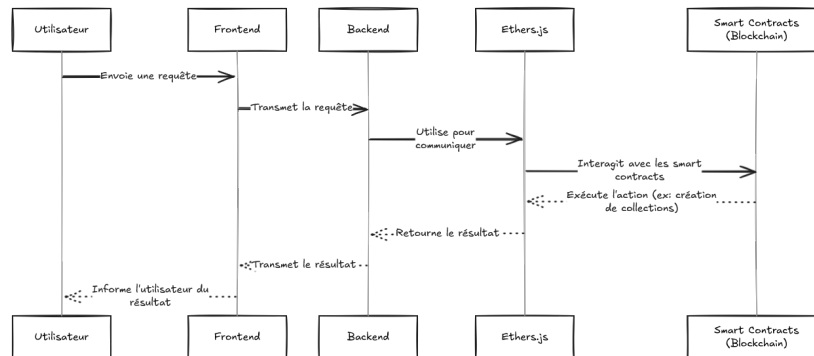 Utilisateur
Frontend
Backend
Ethers.js
Smart Contracts
(Blockchain)
Envoie une requête
Transmet la requête
Utilise pour
communiquer
Interagit avec les smart
contracts
Exécute l'action (ex: création
de collections)
Retourne le résultat
Transmet le résultat
Informe l'utilisateur du
résultat
Utilisateur
Frontend
Backend
Ethers.js
Smart Contracts
(Blockchain)